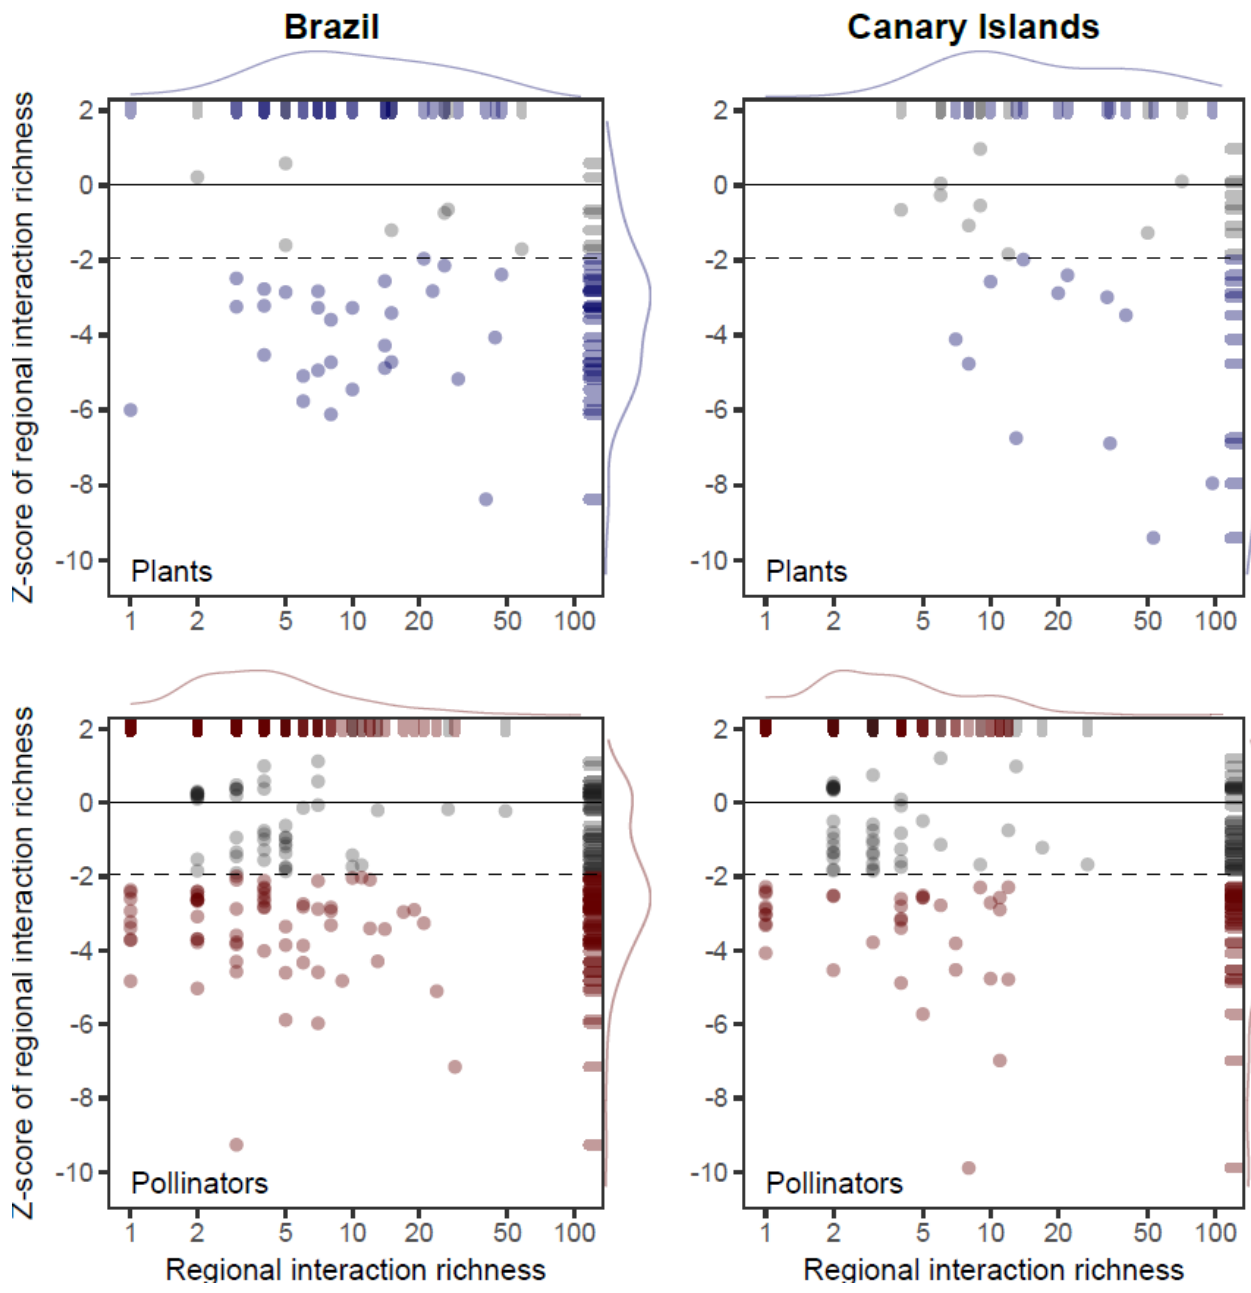 Brazil
Canary Islands
Z-score of regional interaction richness
2
0
-2
-4
-6
-8
-10
Plants
1 2 5 10 20 50 100
2
0
-2
-4
-6
-8
-10
Plants
1 2 5 10 20 50 100
Z-score of regional interaction richness
2
0
-2
-4
-6
-8
-10
Pollinators
1 2 5 10 20 50 100
Regional interaction richness
2
0
-2
-4
-6
-8
-10
Pollinators
1 2 5 10 20 50 100
Regional interaction richness